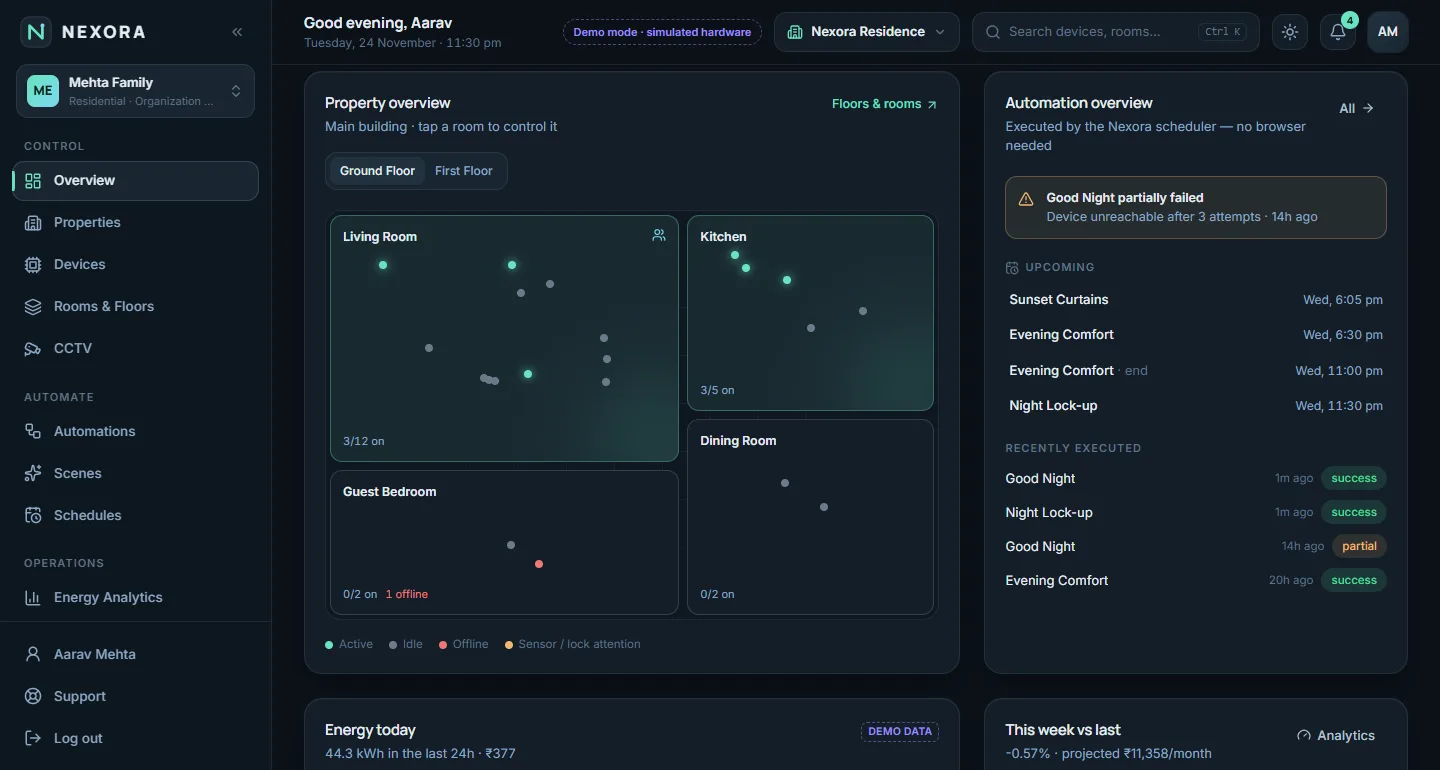 NEXORA
ME
Mehta Family
Residential · Organization ...
CONTROL
Overview
Properties
Devices
Rooms & Floors
CCTV
AUTOMATE
Automations
Scenes
Schedules
OPERATIONS
Energy Analytics
Aarav Mehta
Support
Log out
Good evening, Aarav
Tuesday, 24 November · 11:30 pm
Demo mode · simulated hardware
Nexora Residence
Search devices, rooms...
Ctrl K
4
AM
Property overview
Main building · tap a room to control it
Floors & rooms
Ground Floor
First Floor
Living Room
3/12 on
Kitchen
3/5 on
Guest Bedroom
0/2 on
1 offline
Dining Room
0/2 on
Active
Idle
Offline
Sensor / lock attention
Automation overview
Executed by the Nexora scheduler — no browser
needed
All
Good Night partially failed
Device unreachable after 3 attempts · 14h ago
UPCOMING
Sunset Curtains
Wed, 6:05 pm
Evening Comfort
Wed, 6:30 pm
Evening Comfort · end
Wed, 11:00 pm
Night Lock-up
Wed, 11:30 pm
RECENTLY EXECUTED
Good Night
1m ago
success
Night Lock-up
1m ago
success
Good Night
14h ago
partial
Evening Comfort
20h ago
success
Energy today
44.3 kWh in the last 24h · ₹377
DEMO DATA
This week vs last
-0.57% · projected ₹11,358/month
Analytics